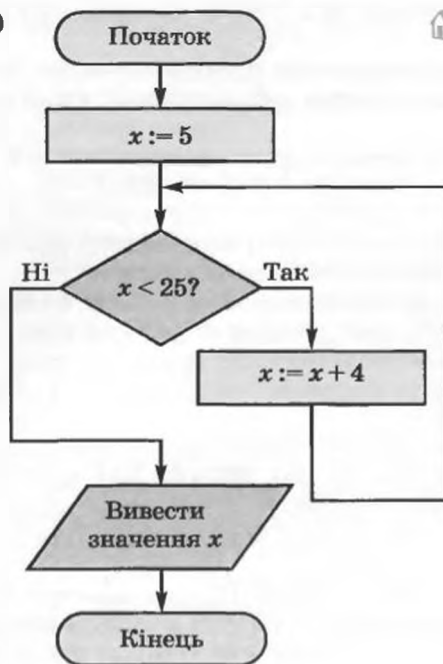 Початок
x := 5
Ні
x < 25?
Так
x := x + 4
Вивести
значення x
Кінець